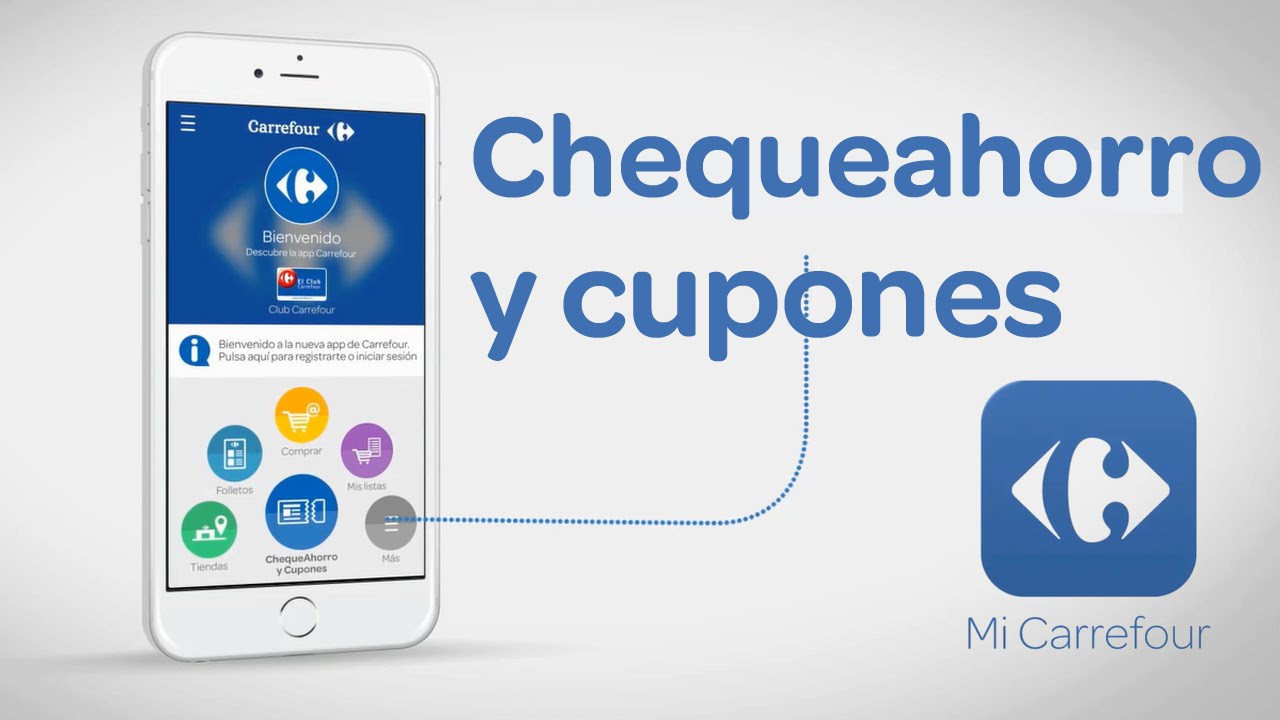 Carrefour
Bienvenido
Descubre la app Carrefour
El Club
Carrefour
Club Carrefour
Bienvenido a la nueva app de Carrefour.
Pulsa aquí para registrarte o iniciar sesión
Comprar
Folletos
Mis listas
Tiendas
ChequeAhorro
y Cupones
Más
Chequeahorro
y cupones
Mi Carrefour